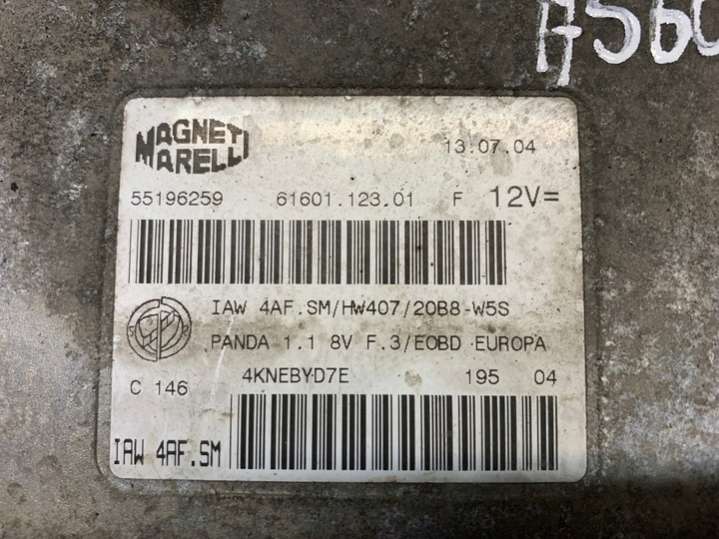 A560
MAGNETI
MARELLI
13.07.04
55196259 61601.123.01 F 12V=
IAW 4AF.SM/HW407/20B8-W5S
PANDA 1.1 8V F.3/EOBD EUROPA
C 146 4KNEBYD7E 195 04
IAW 4AF.SM